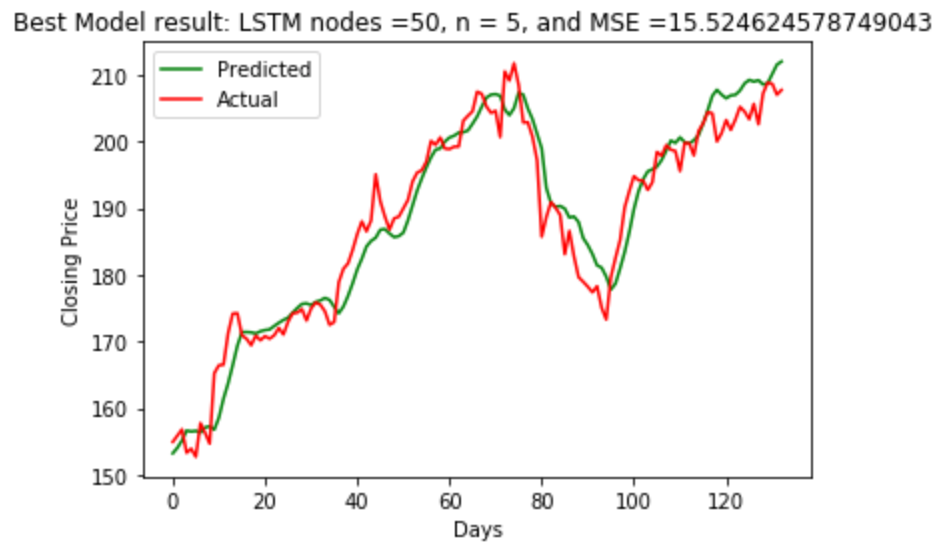 Best Model result: LSTM nodes =50, n = 5, and MSE =15.524624578749043
Predicted
Actual
210
200
190
180
170
160
150
Closing Price
0 20 40 60 80 100 120
Days